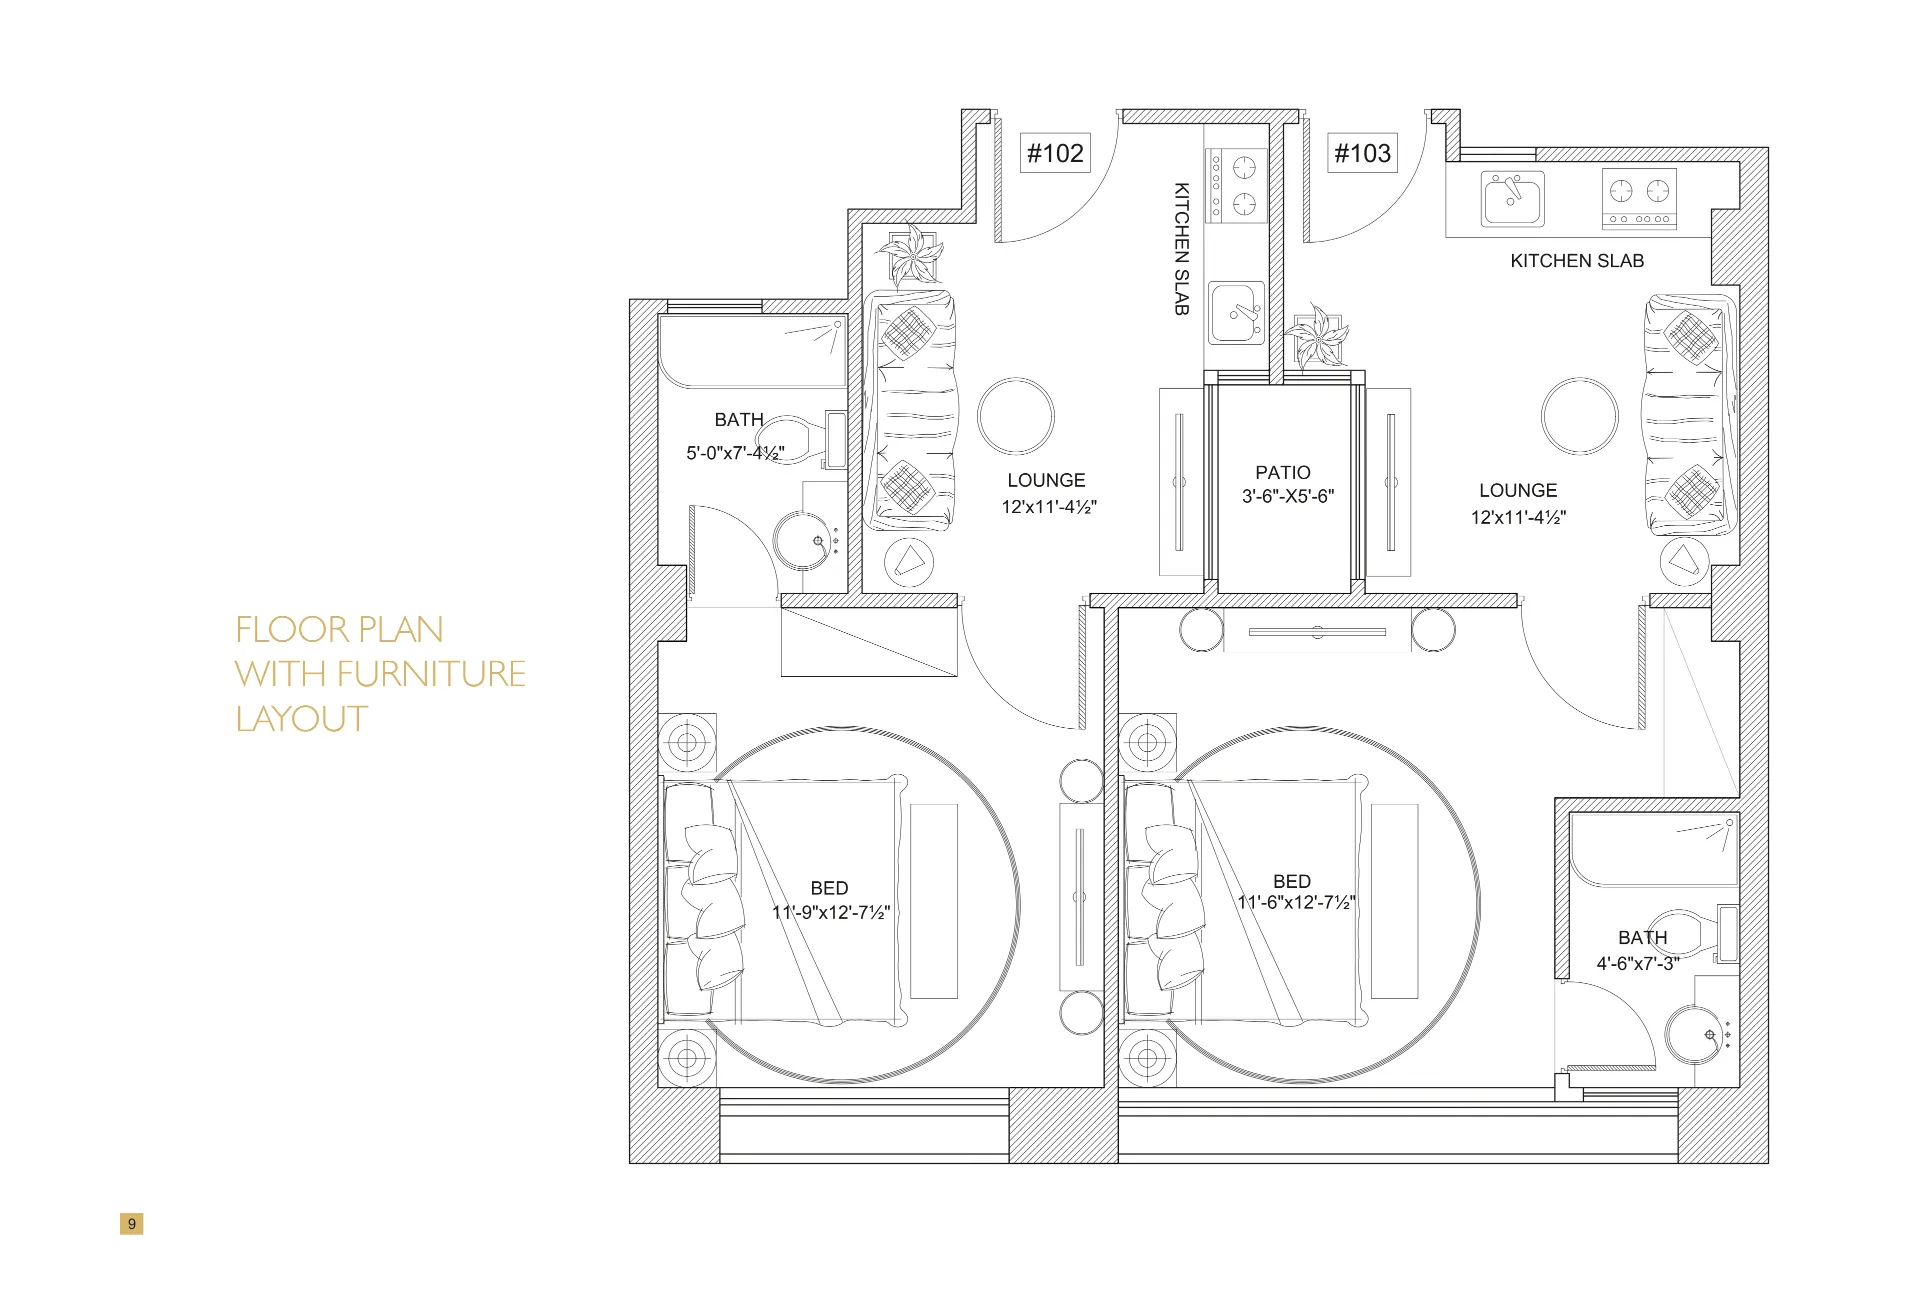 FLOOR PLAN
WITH FURNITURE
LAYOUT
#102
#103
KITCHEN SLAB
KITCHEN SLAB
BATH
5'-0"x7'-4½"
LOUNGE
12'x11'-4½"
PATIO
3'-6"-X5'-6"
LOUNGE
12'x11'-4½"
BED
11'-9"x12'-7½"
BED
11'-6"x12'-7½"
BATH
4'-6"x7'-3"
9